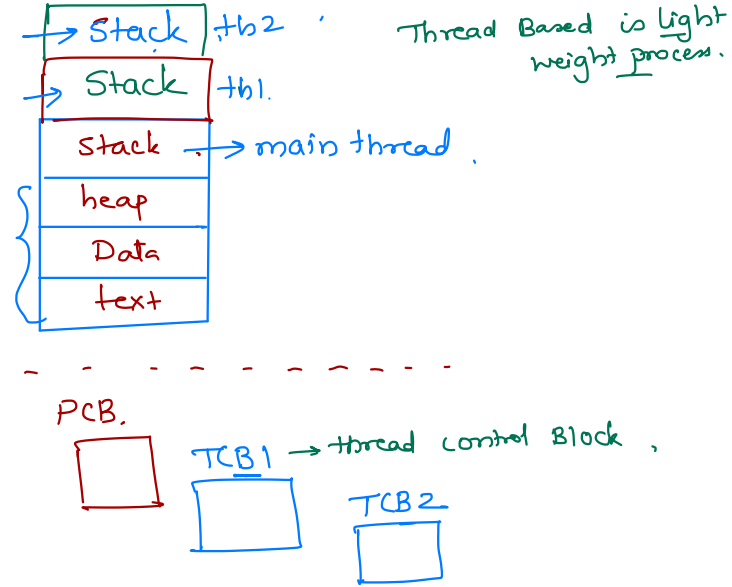 Stack th2
Thread Based is light
weight process.
Stack th1.
stack → main thread.
heap
Data
text
PCB.
TCB1 → thread control Block.
TCB2